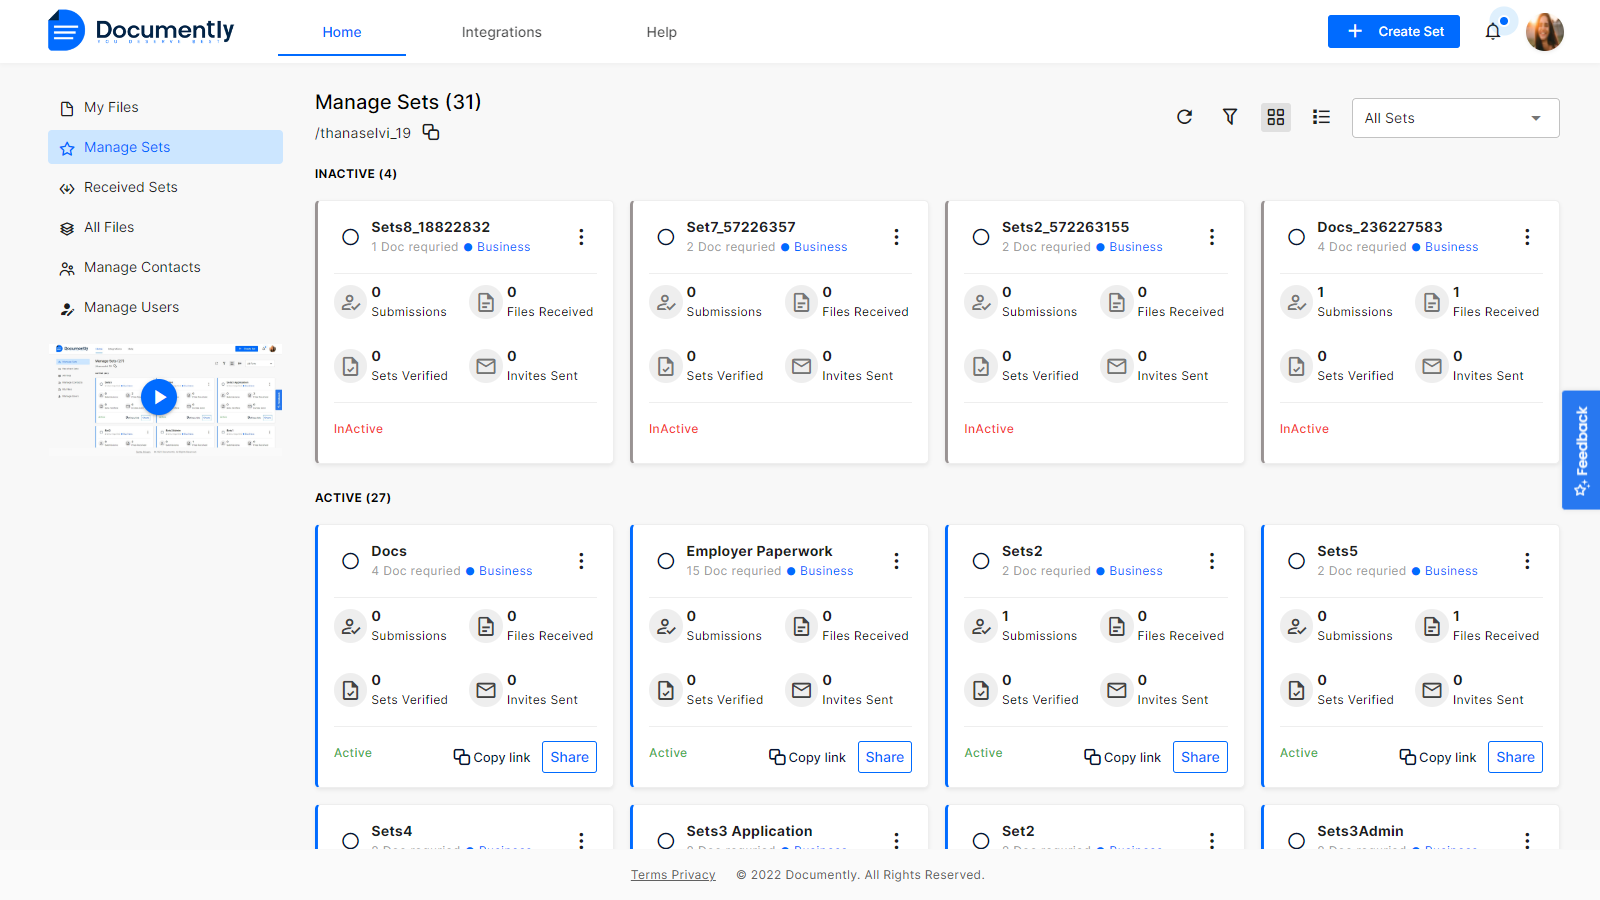 Documently
YOU DESERVE BEST
Home
Integrations
Help
Create Set
My Files
Manage Sets
Received Sets
All Files
Manage Contacts
Manage Users
Manage Sets (31)
/thanaselvi_19
All Sets
INACTIVE (4)
Sets8_18822832
1 Doc requried Business
0
Submissions
0
Files Received
0
Sets Verified
0
Invites Sent
InActive
Set7_57226357
2 Doc requried Business
0
Submissions
0
Files Received
0
Sets Verified
0
Invites Sent
InActive
Sets2_572263155
2 Doc requried Business
0
Submissions
0
Files Received
0
Sets Verified
0
Invites Sent
InActive
Docs_236227583
4 Doc requried Business
1
Submissions
1
Files Received
0
Sets Verified
0
Invites Sent
InActive
Feedback
ACTIVE (27)
Docs
4 Doc requried Business
0
Submissions
0
Files Received
0
Sets Verified
0
Invites Sent
Active
Copy link
Share
Employer Paperwork
15 Doc requried Business
0
Submissions
0
Files Received
0
Sets Verified
0
Invites Sent
Active
Copy link
Share
Sets2
2 Doc requried Business
1
Submissions
0
Files Received
0
Sets Verified
0
Invites Sent
Active
Copy link
Share
Sets5
2 Doc requried Business
0
Submissions
1
Files Received
0
Sets Verified
0
Invites Sent
Active
Copy link
Share
Sets4
Sets3 Application
Set2
Sets3Admin
Terms Privacy
© 2022 Documently. All Rights Reserved.